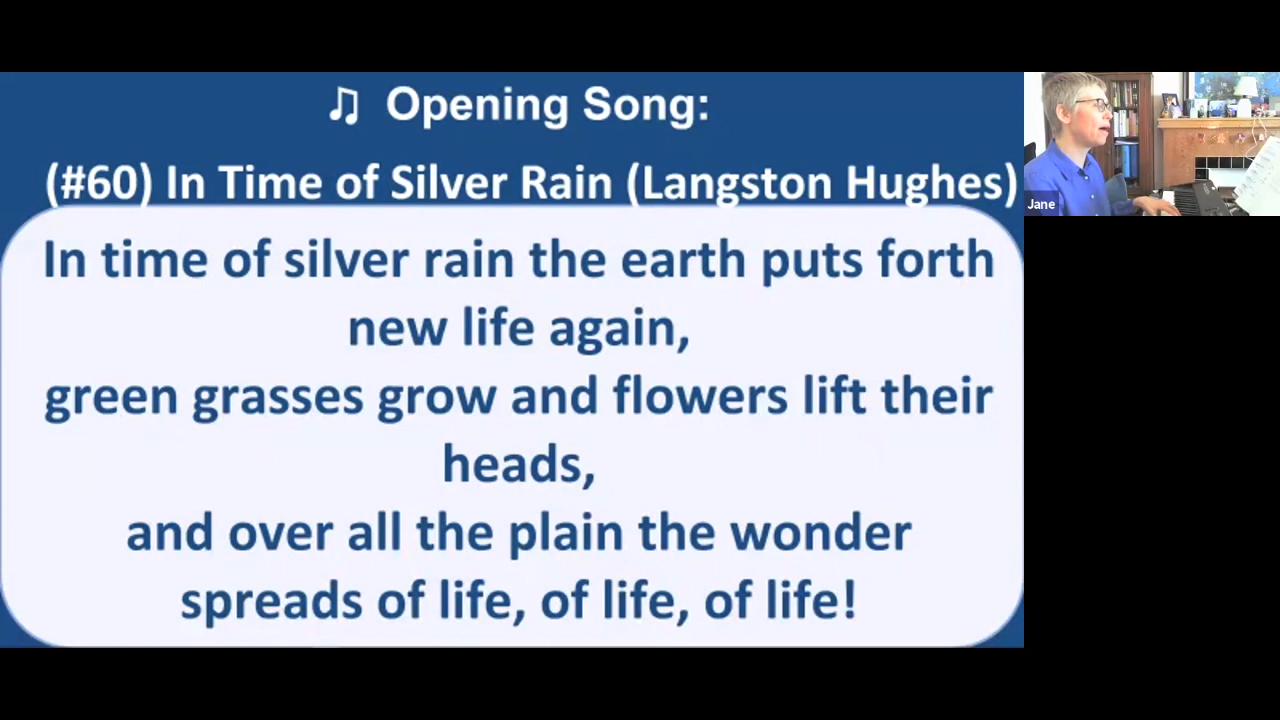 ♫ Opening Song:
(#60) In Time of Silver Rain (Langston Hughes)
In time of silver rain the earth puts forth
new life again,
green grasses grow and flowers lift their
heads,
and over all the plain the wonder
spreads of life, of life, of life!
Jane